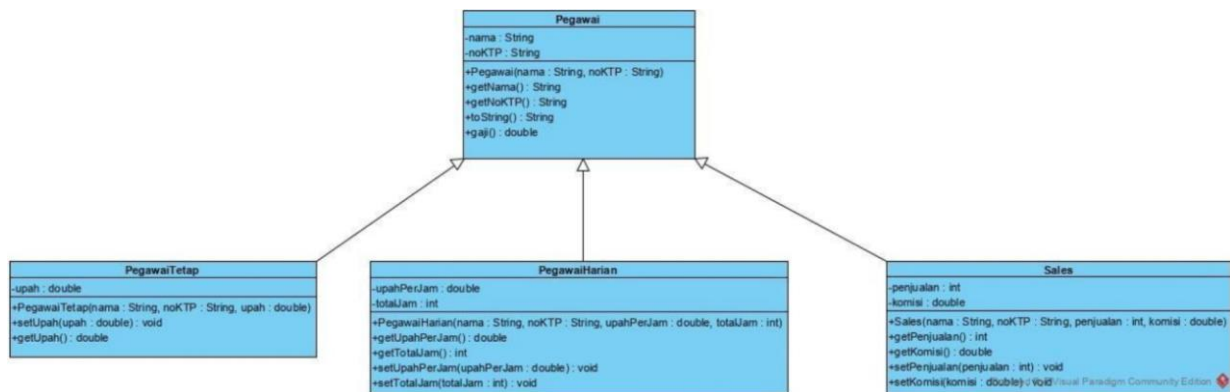 Pegawai
-nama : String
-noKTP : String
+Pegawai(nama : String, noKTP : String)
+getNama() : String
+getNoKTP() : String
+toString() : String
+gaji() : double
PegawaiTetap
-upah : double
+PegawaiTetap(nama : String, noKTP : String, upah : double)
+setUpah(upah : double) : void
+getUpah() : double
PegawaiHarian
-upahPerJam : double
-totalJam : int
+PegawaiHarian(nama : String, noKTP : String, upahPerJam : double, totalJam : int)
+getUpahPerJam() : double
+getTotalJam() : int
+setUpahPerJam(upahPerJam : double) : void
+setTotalJam(totalJam : int) : void
Sales
-penjualan : int
-komisi : double
+Sales(nama : String, noKTP : String, penjualan : int, komisi : double)
+getPenjualan() : int
+getKomisi() : double
+setPenjualan(penjualan : int) : void
+setKomisi(komisi : double) : void
Visual Paradigm Community Edition